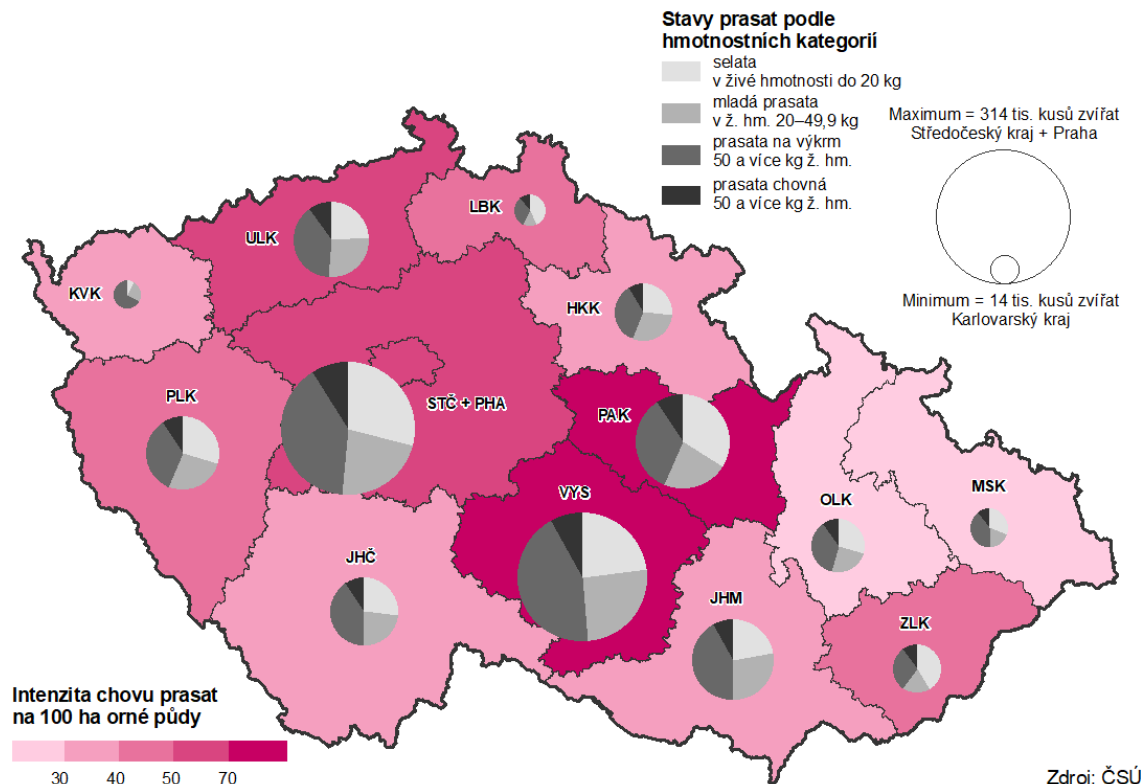 Stavy prasat podle
hmotnostních kategorií
selata
v živé hmotnosti do 20 kg
mladá prasata
v ž. hm. 20–49,9 kg
prasata na výkrm
50 a více kg ž. hm.
prasata chovná
50 a více kg ž. hm.
Maximum = 314 tis. kusů zvířat
Středočeský kraj + Praha
Minimum = 14 tis. kusů zvířat
Karlovarský kraj
LBK
ULK
KVK
HKK
PLK
STČ + PHA
PAK
VYS
OLK
MSK
JHČ
JHM
ZLK
Intenzita chovu prasat
na 100 ha orné půdy
30 40 50 70
Zdroj: ČSÚ